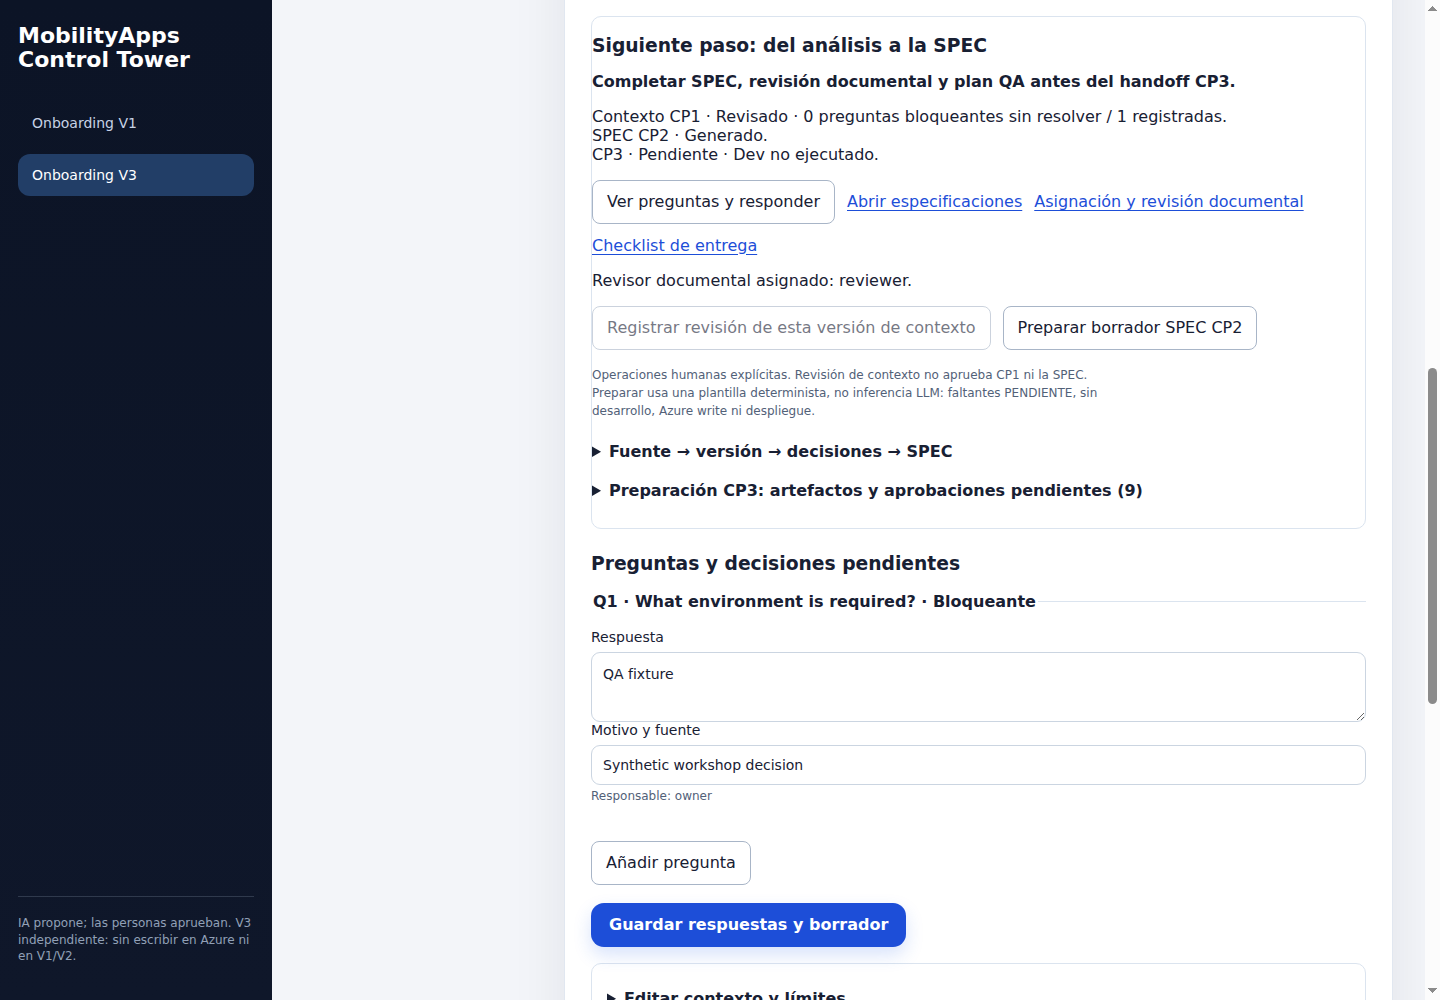 MobilityApps
Control Tower
Onboarding V1
Onboarding V3
IA propone; las personas aprueban. V3
independiente: sin escribir en Azure ni
en V1/V2.
Siguiente paso: del análisis a la SPEC
Completar SPEC, revisión documental y plan QA antes del handoff CP3.
Contexto CP1 · Revisado · 0 preguntas bloqueantes sin resolver / 1 registradas.
SPEC CP2 · Generado.
CP3 · Pendiente · Dev no ejecutado.
Ver preguntas y responder Abrir especificaciones Asignación y revisión documental
Checklist de entrega
Revisor documental asignado: reviewer.
Registrar revisión de esta versión de contexto Preparar borrador SPEC CP2
Operaciones humanas explícitas. Revisión de contexto no aprueba CP1 ni la SPEC.
Preparar usa una plantilla determinista, no inferencia LLM: faltantes PENDIENTE, sin
desarrollo, Azure write ni despliegue.
Fuente → versión → decisiones → SPEC
Preparación CP3: artefactos y aprobaciones pendientes (9)
Preguntas y decisiones pendientes
Q1 · What environment is required? · Bloqueante
Respuesta
QA fixture
Motivo y fuente
Synthetic workshop decision
Responsable: owner
Añadir pregunta
Guardar respuestas y borrador
Editar contexto y límites